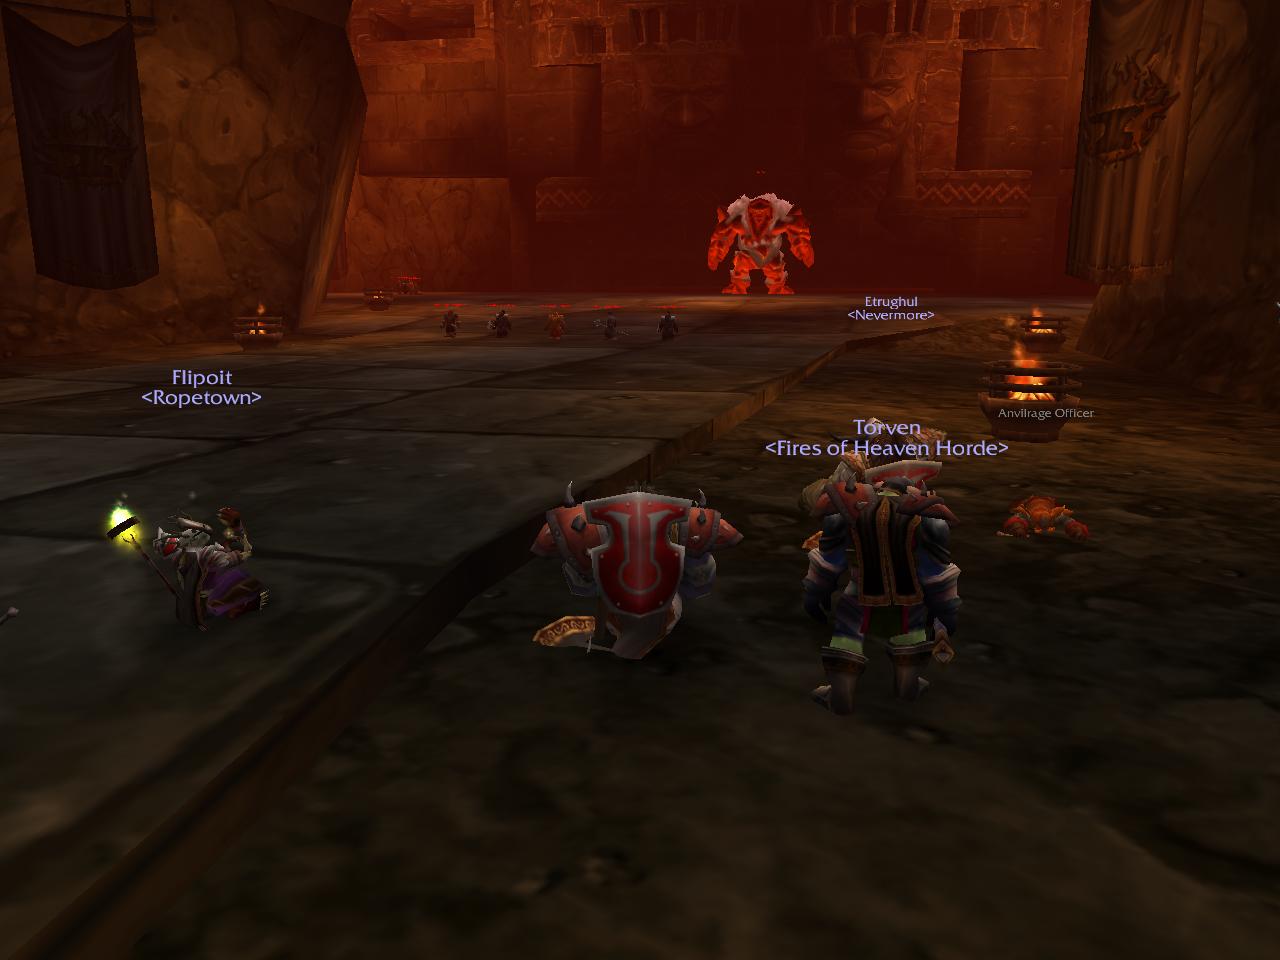 Etrughul
<Nevermore>
Flipoit
<Ropetown>
Anvilrage Officer
Torven
<Fires of Heaven Horde>